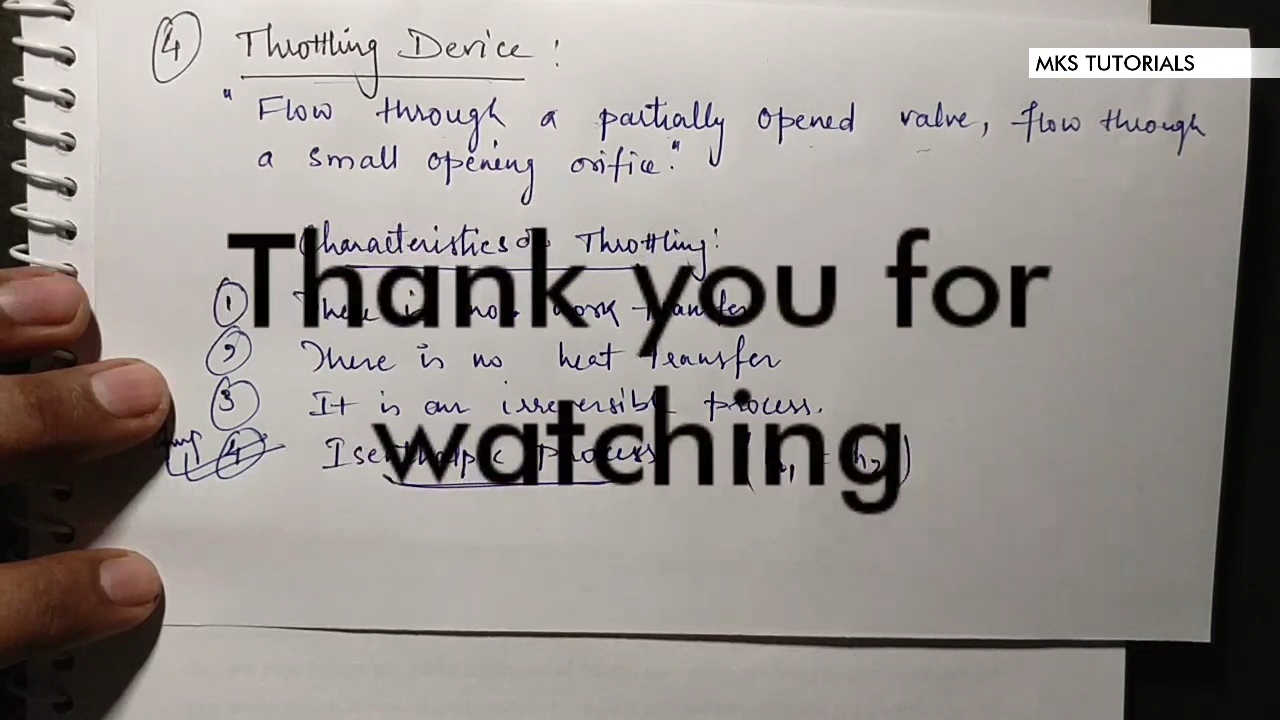 4 Throttling Device :
MKS TUTORIALS
" Flow through a partially opened valve, flow through
a small opening orifice."
Characteristics of Throttling:
Thank you for
1 There is no work transfer
2 There is no heat transfer
3 It is an irreversible process.
watching
4 Isenthalpic process (h1 = h2)